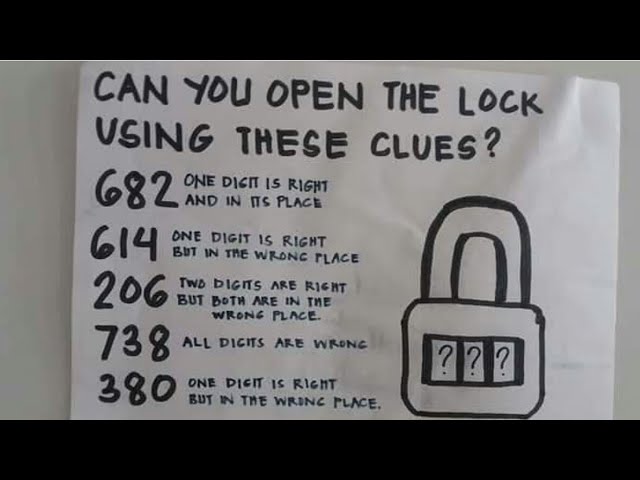 CAN YOU OPEN THE LOCK
USING THESE CLUES?
682 ONE DIGIT IS RIGHT
AND IN ITS PLACE
614 ONE DIGIT IS RIGHT
BUT IN THE WRONG PLACE
206 TWO DIGITS ARE RIGHT
BUT BOTH ARE IN THE
WRONG PLACE.
738 ALL DIGITS ARE WRONG
380 ONE DIGIT IS RIGHT
BUT IN THE WRONG PLACE.
? ? ?